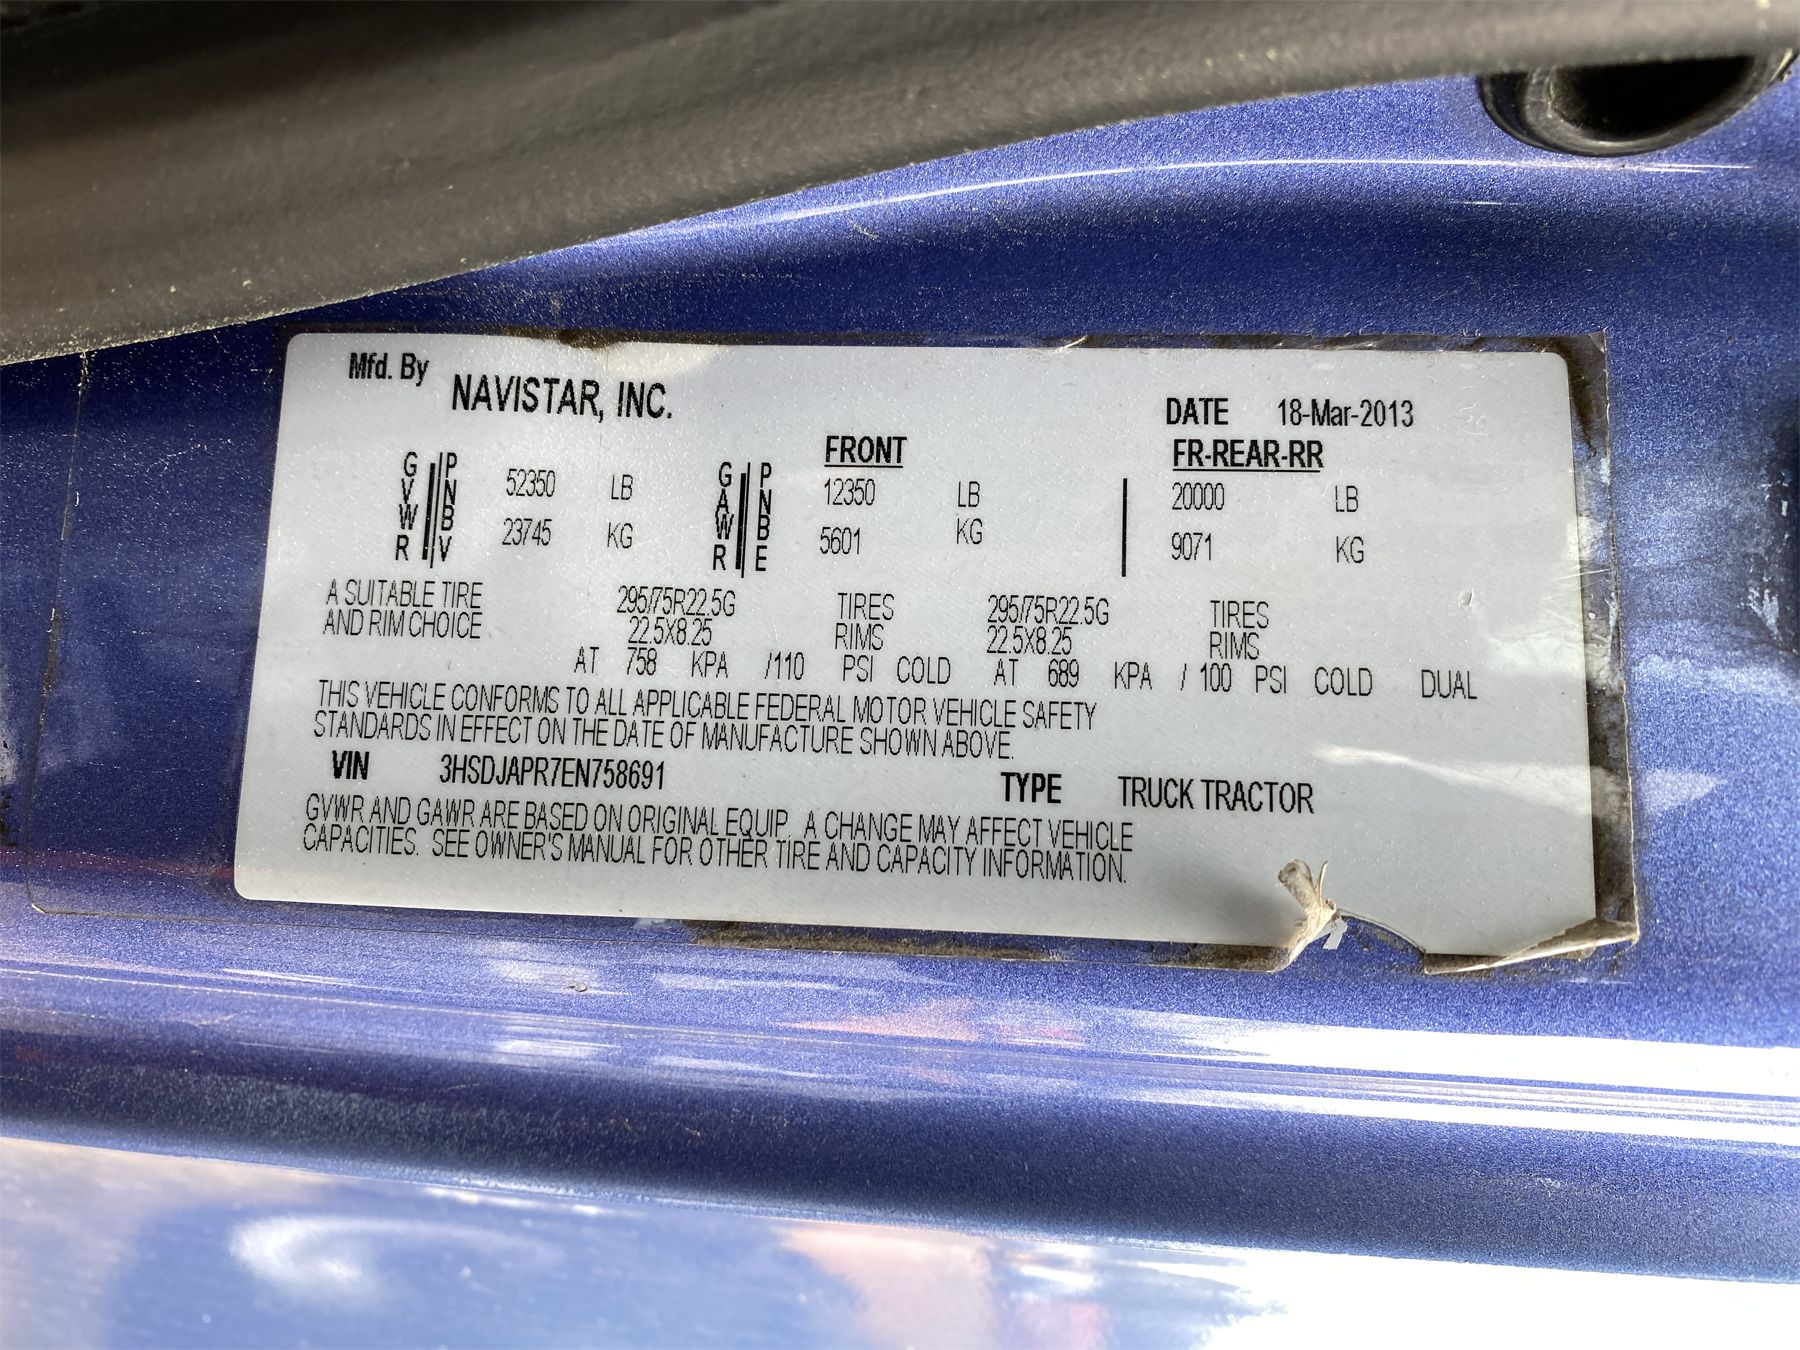 Mfd. By NAVISTAR, INC.
DATE 18-Mar-2013
FRONT FR-REAR-RR
GVWR PNBV 52350 LB GAWR PNBE 12350 LB 20000 LB
23745 KG 5601 KG 9071 KG
A SUITABLE TIRE 295/75R22.5G TIRES 295/75R22.5G TIRES
AND RIM CHOICE 22.5X8.25 RIMS 22.5X8.25 RIMS
AT 758 KPA /110 PSI COLD AT 689 KPA / 100 PSI COLD DUAL
THIS VEHICLE CONFORMS TO ALL APPLICABLE FEDERAL MOTOR VEHICLE SAFETY
STANDARDS IN EFFECT ON THE DATE OF MANUFACTURE SHOWN ABOVE.
VIN 3HSDJAPR7EN758691 TYPE TRUCK TRACTOR
GVWR AND GAWR ARE BASED ON ORIGINAL EQUIP. A CHANGE MAY AFFECT VEHICLE
CAPACITIES. SEE OWNER'S MANUAL FOR OTHER TIRE AND CAPACITY INFORMATION.